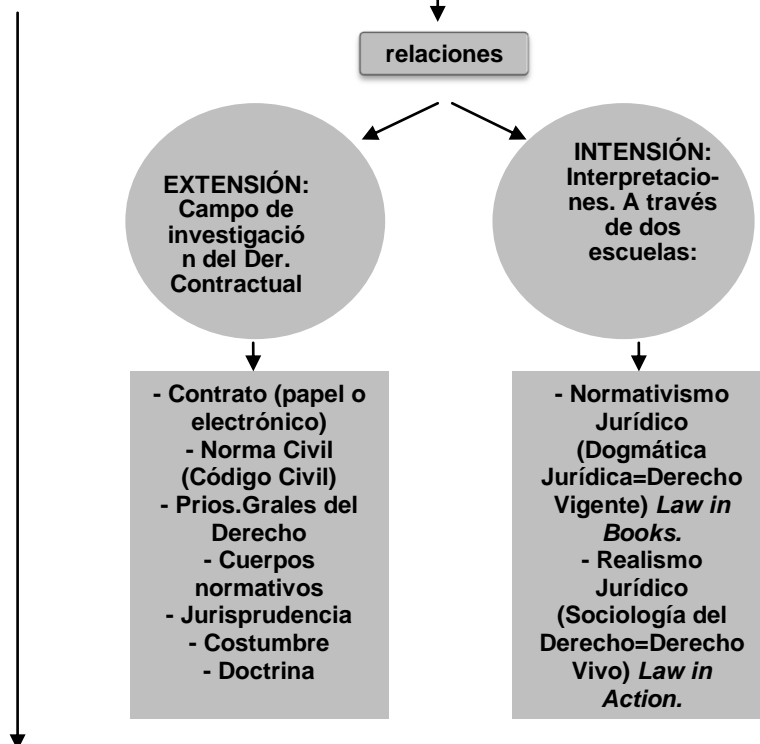 relaciones
EXTENSIÓN:
Campo de
investigació
n del Der.
Contractual
INTENSIÓN:
Interpretacio-
nes. A través
de dos
escuelas:
- Contrato (papel o
electrónico)
- Norma Civil
(Código Civil)
- Prios.Grales del
Derecho
- Cuerpos
normativos
- Jurisprudencia
- Costumbre
- Doctrina
- Normativismo
Jurídico
(Dogmática
Jurídica=Derecho
Vigente) Law in
Books.
- Realismo
Jurídico
(Sociología del
Derecho=Derecho
Vivo) Law in
Action.